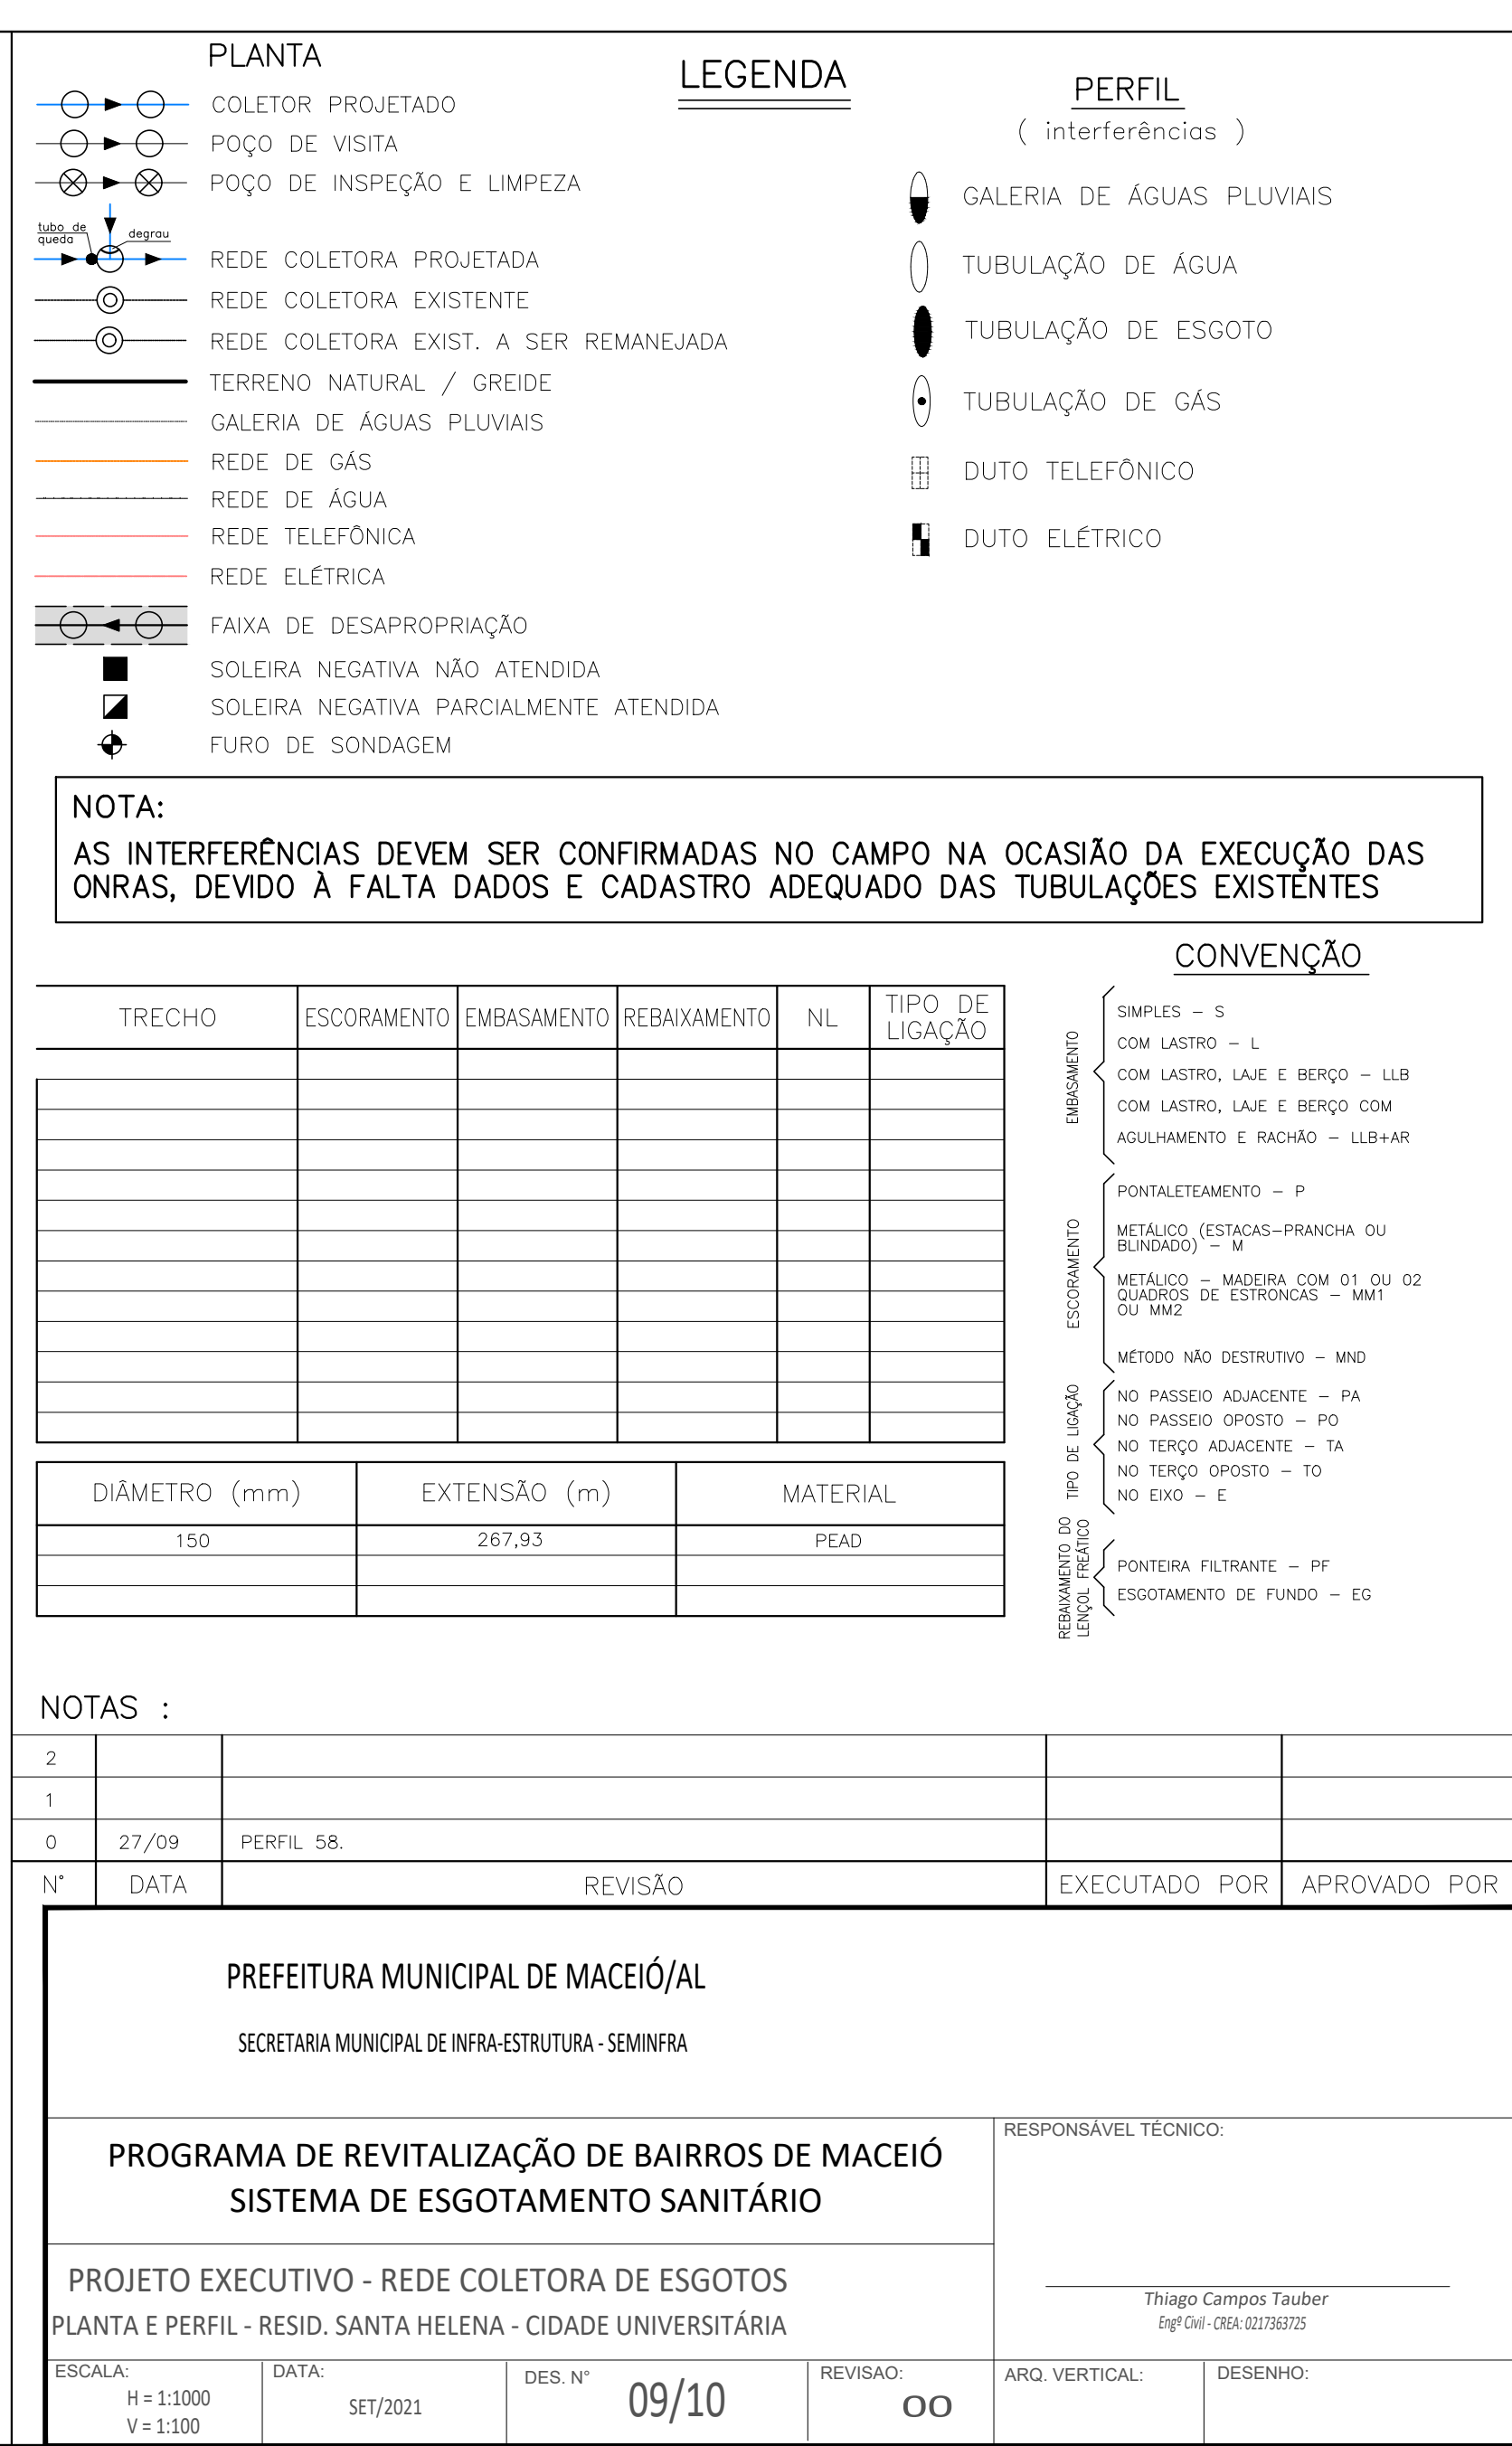 PLANTA
COLETOR PROJETADO
POÇO DE VISITA
POÇO DE INSPEÇÃO E LIMPEZA
tubo de
queda
degrau
REDE COLETORA PROJETADA
REDE COLETORA EXISTENTE
REDE COLETORA EXIST. A SER REMANEJADA
TERRENO NATURAL / GREIDE
GALERIA DE ÁGUAS PLUVIAIS
REDE DE GÁS
REDE DE ÁGUA
REDE TELEFÔNICA
REDE ELÉTRICA
FAIXA DE DESAPROPRIAÇÃO
SOLEIRA NEGATIVA NÃO ATENDIDA
SOLEIRA NEGATIVA PARCIALMENTE ATENDIDA
FURO DE SONDAGEM
LEGENDA
PERFIL
( interferências )
GALERIA DE ÁGUAS PLUVIAIS
TUBULAÇÃO DE ÁGUA
TUBULAÇÃO DE ESGOTO
TUBULAÇÃO DE GÁS
DUTO TELEFÔNICO
DUTO ELÉTRICO
NOTA:
AS INTERFERÊNCIAS DEVEM SER CONFIRMADAS NO CAMPO NA OCASIÃO DA EXECUÇÃO DAS
ONRAS, DEVIDO À FALTA DADOS E CADASTRO ADEQUADO DAS TUBULAÇÕES EXISTENTES
TRECHO ESCORAMENTO EMBASAMENTO REBAIXAMENTO NL TIPO DE
LIGAÇÃO
DIÂMETRO (mm) EXTENSÃO (m) MATERIAL
150 267,93 PEAD
CONVENÇÃO
EMBASAMENTO
SIMPLES – S
COM LASTRO – L
COM LASTRO, LAJE E BERÇO – LLB
COM LASTRO, LAJE E BERÇO COM
AGULHAMENTO E RACHÃO – LLB+AR
ESCORAMENTO
PONTALETEAMENTO – P
METÁLICO (ESTACAS–PRANCHA OU
BLINDADO) – M
METÁLICO – MADEIRA COM 01 OU 02
QUADROS DE ESTRONCAS – MM1
OU MM2
MÉTODO NÃO DESTRUTIVO – MND
TIPO DE LIGAÇÃO
NO PASSEIO ADJACENTE – PA
NO PASSEIO OPOSTO – PO
NO TERÇO ADJACENTE – TA
NO TERÇO OPOSTO – TO
NO EIXO – E
REBAIXAMENTO DO
LENÇOL FREÁTICO
PONTEIRA FILTRANTE – PF
ESGOTAMENTO DE FUNDO – EG
NOTAS :
2
1
0 27/09 PERFIL 58.
N° DATA REVISÃO EXECUTADO POR APROVADO POR
PREFEITURA MUNICIPAL DE MACEIÓ/AL
SECRETARIA MUNICIPAL DE INFRA-ESTRUTURA - SEMINFRA
PROGRAMA DE REVITALIZAÇÃO DE BAIRROS DE MACEIÓ
SISTEMA DE ESGOTAMENTO SANITÁRIO
RESPONSÁVEL TÉCNICO:
PROJETO EXECUTIVO - REDE COLETORA DE ESGOTOS
PLANTA E PERFIL - RESID. SANTA HELENA - CIDADE UNIVERSITÁRIA
Thiago Campos Tauber
Engº Civil - CREA: 0217363725
ESCALA:
H = 1:1000
V = 1:100
DATA:
SET/2021
DES. N°
09/10
REVISAO:
OO
ARQ. VERTICAL:
DESENHO: